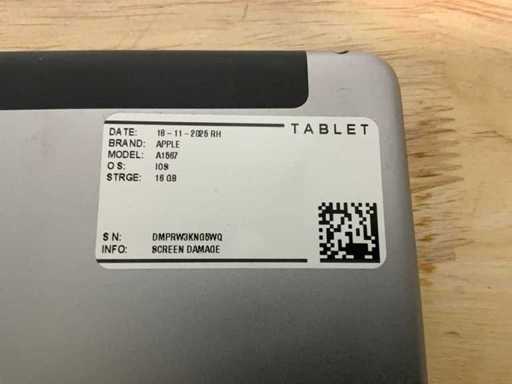 TABLET
DATE: 18-11-2025 RH
BRAND: APPLE
MODEL: A1567
OS: IOS
STRGE: 16 GB
SN: DMPRW3KNG5WQ
INFO: SCREEN DAMAGE